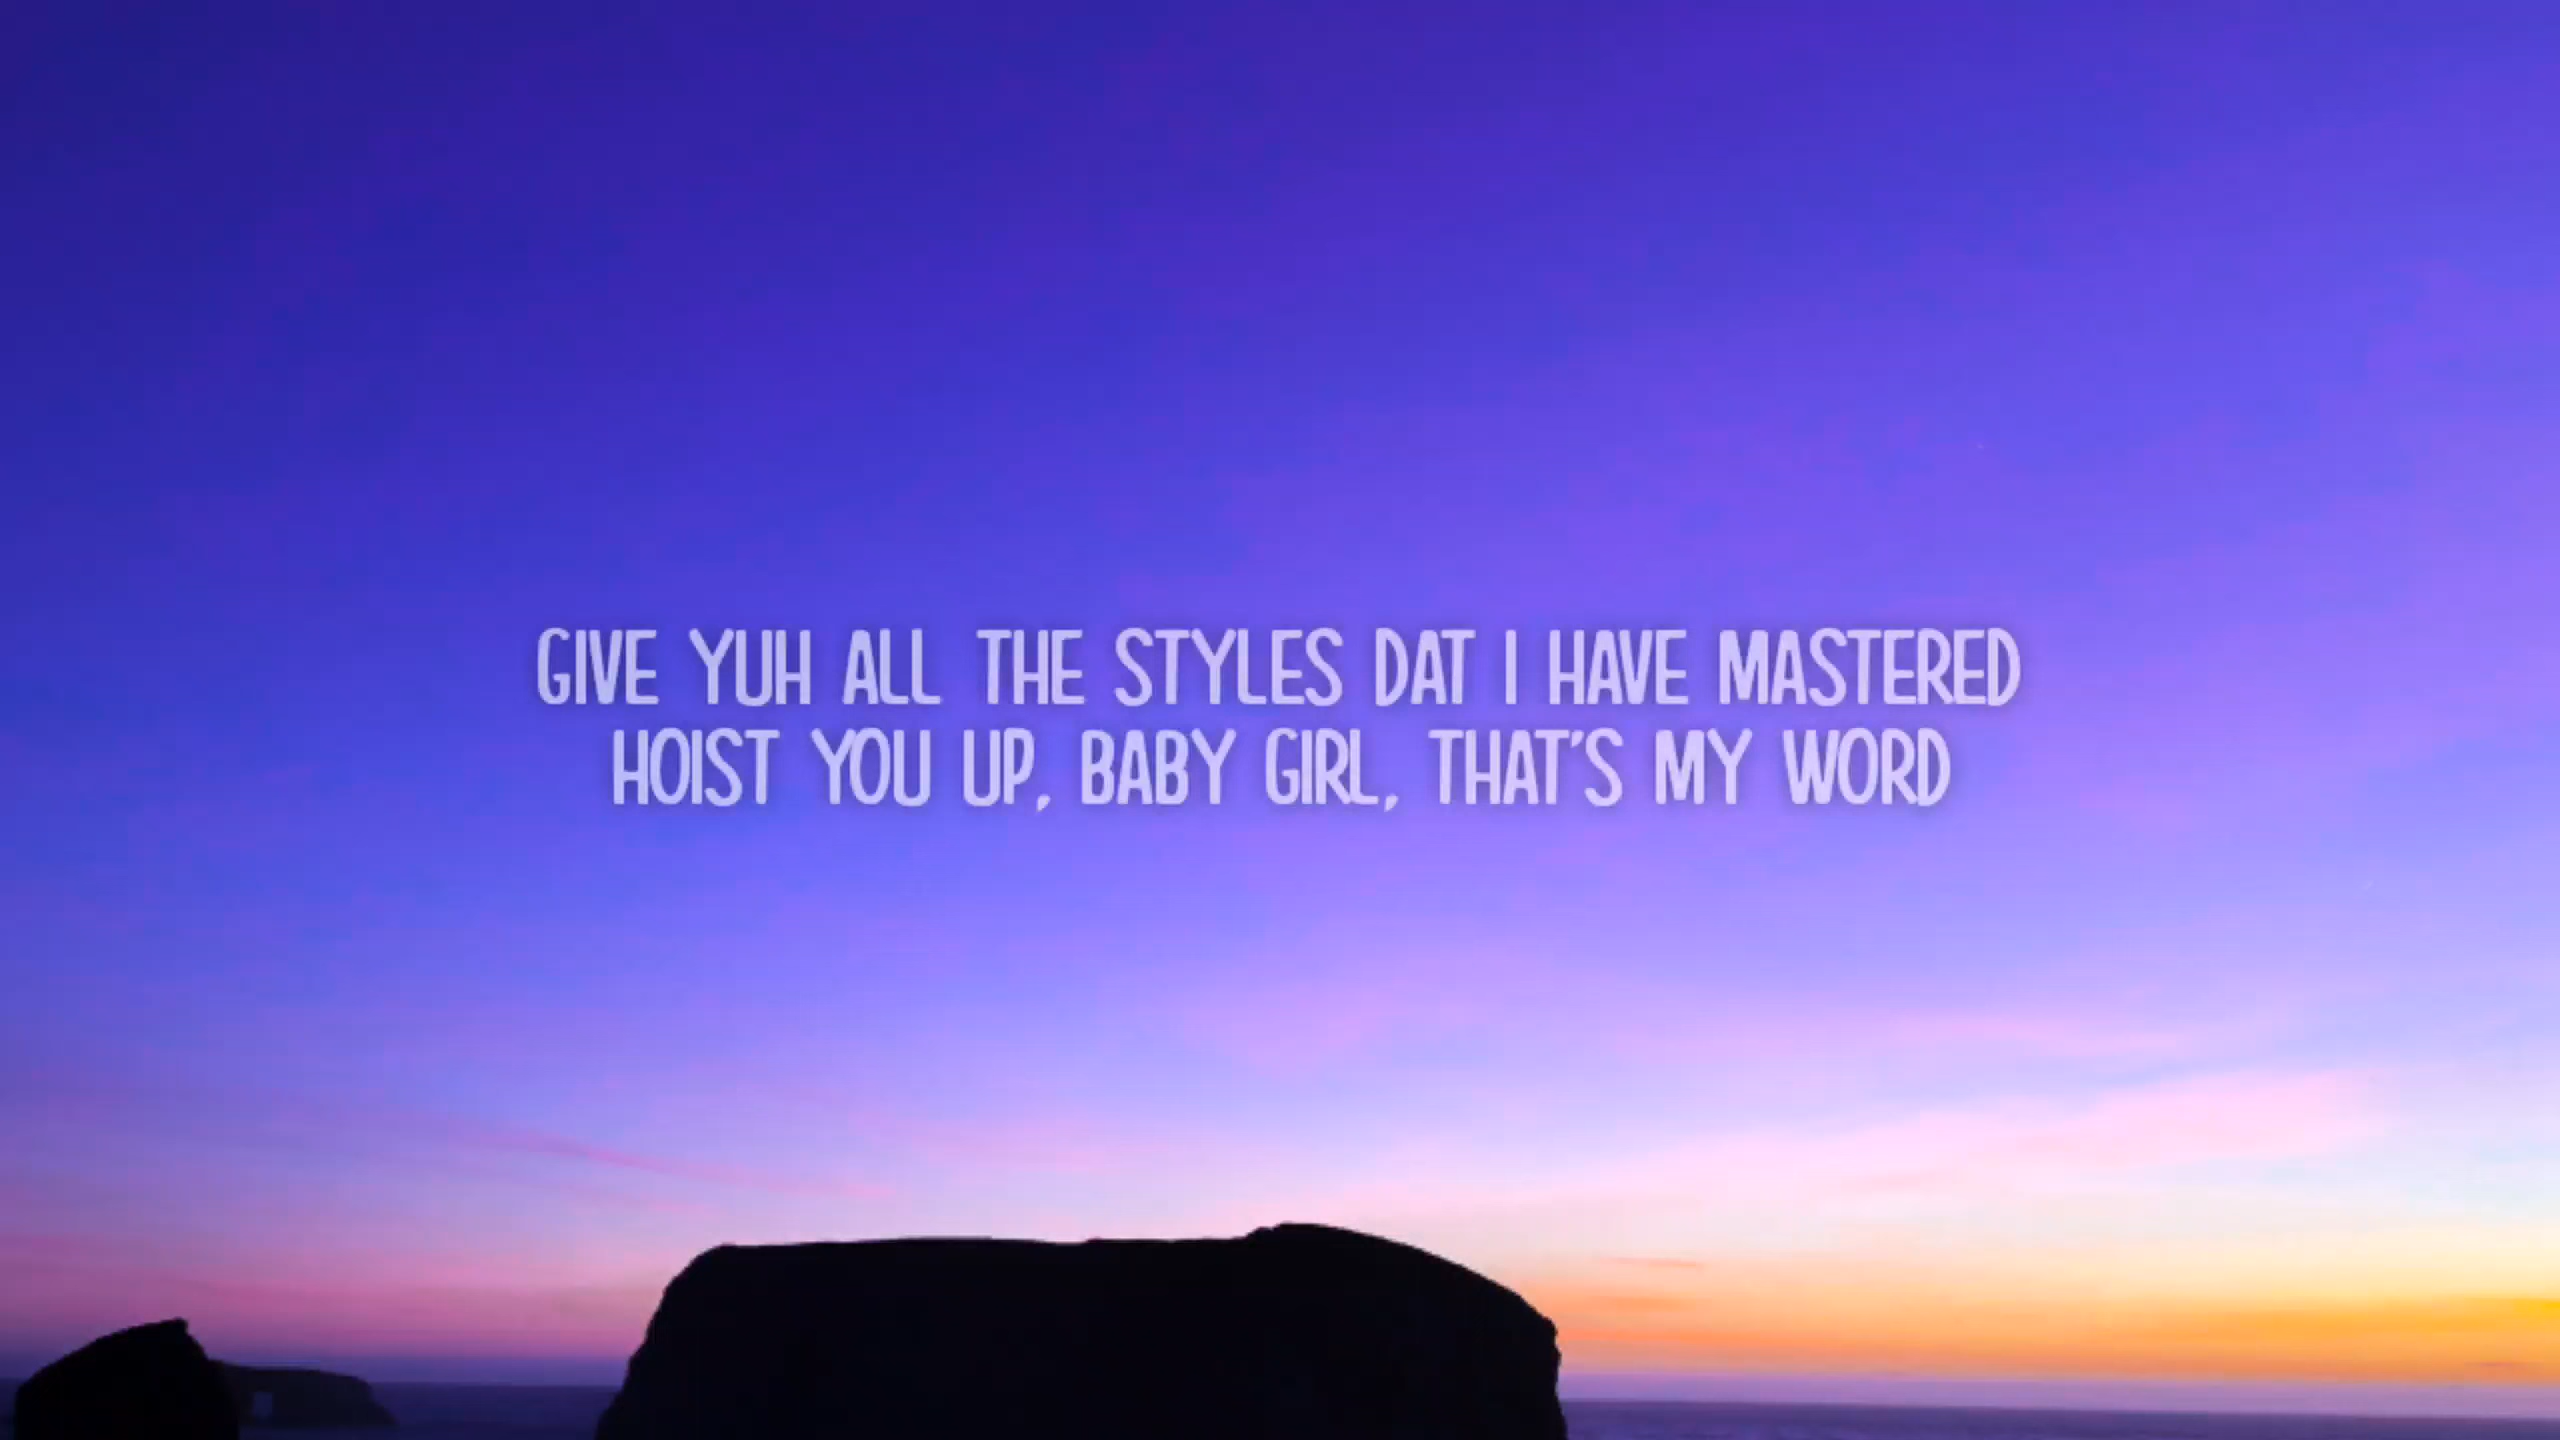 GIVE YUH ALL THE STYLES DAT I HAVE MASTERED
HOIST YOU UP, BABY GIRL, THAT'S MY WORD